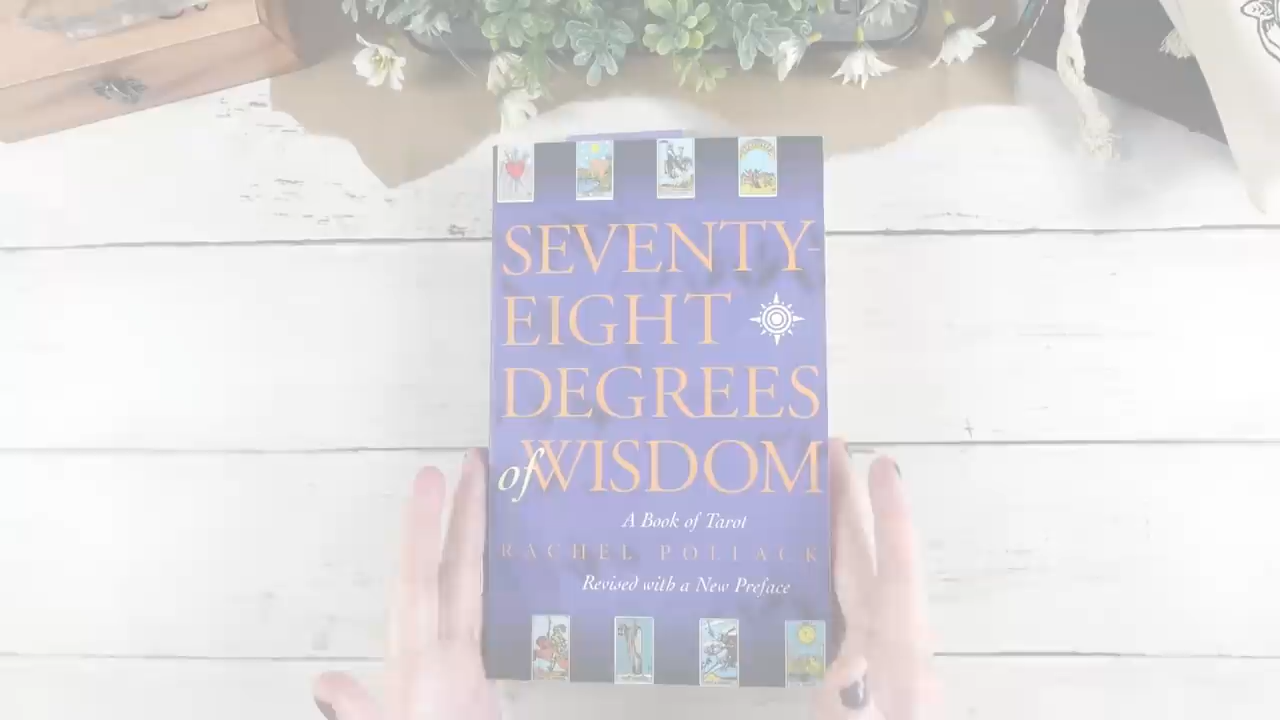 SEVENTY-
EIGHT
DEGREES
of WISDOM
A Book of Tarot
RACHEL POLLACK
Revised with a New Preface